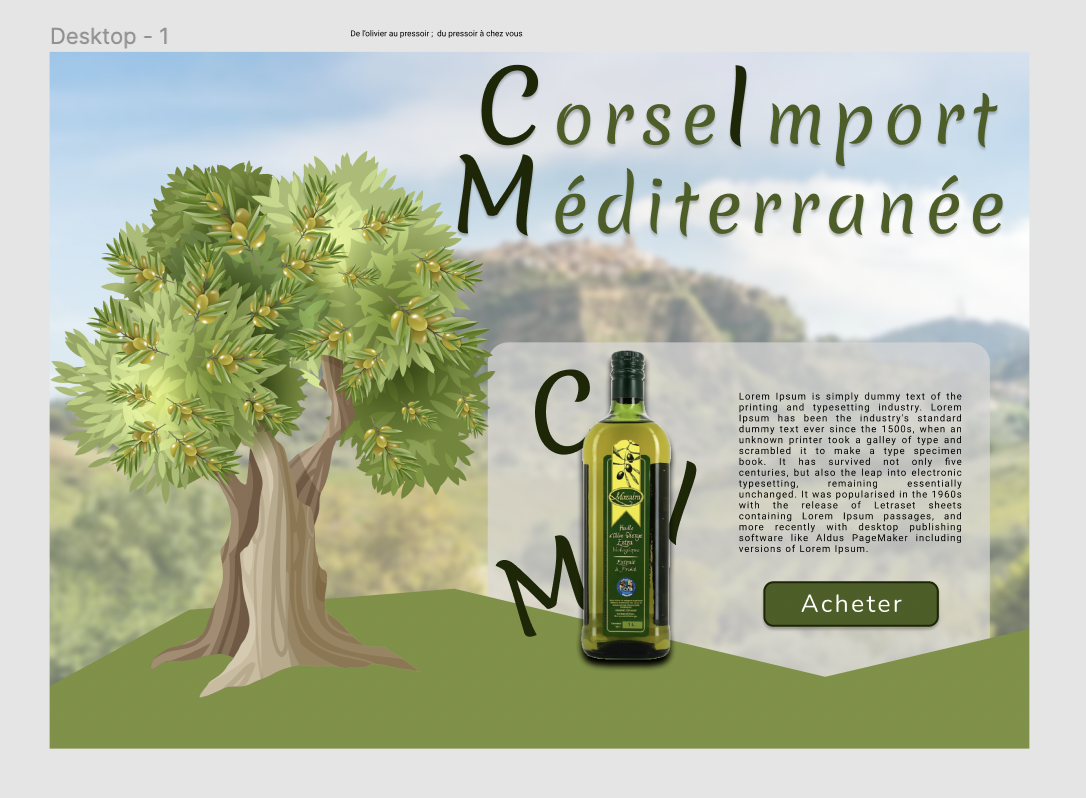 Desktop - 1
De l'olivier au pressoir ; du pressoir à chez vous
CorseImport
Méditerranée
C
I
M
Lorem Ipsum is simply dummy text of the
printing and typesetting industry. Lorem
Ipsum has been the industry's standard
dummy text ever since the 1500s, when an
unknown printer took a galley of type and
scrambled it to make a type specimen
book. It has survived not only five
centuries, but also the leap into electronic
typesetting, remaining essentially
unchanged. It was popularised in the 1960s
with the release of Letraset sheets
containing Lorem Ipsum passages, and
more recently with desktop publishing
software like Aldus PageMaker including
versions of Lorem Ipsum.
Acheter
Huile
d'Olive Vierge
Extra
Biologique
Extrait
à Froid